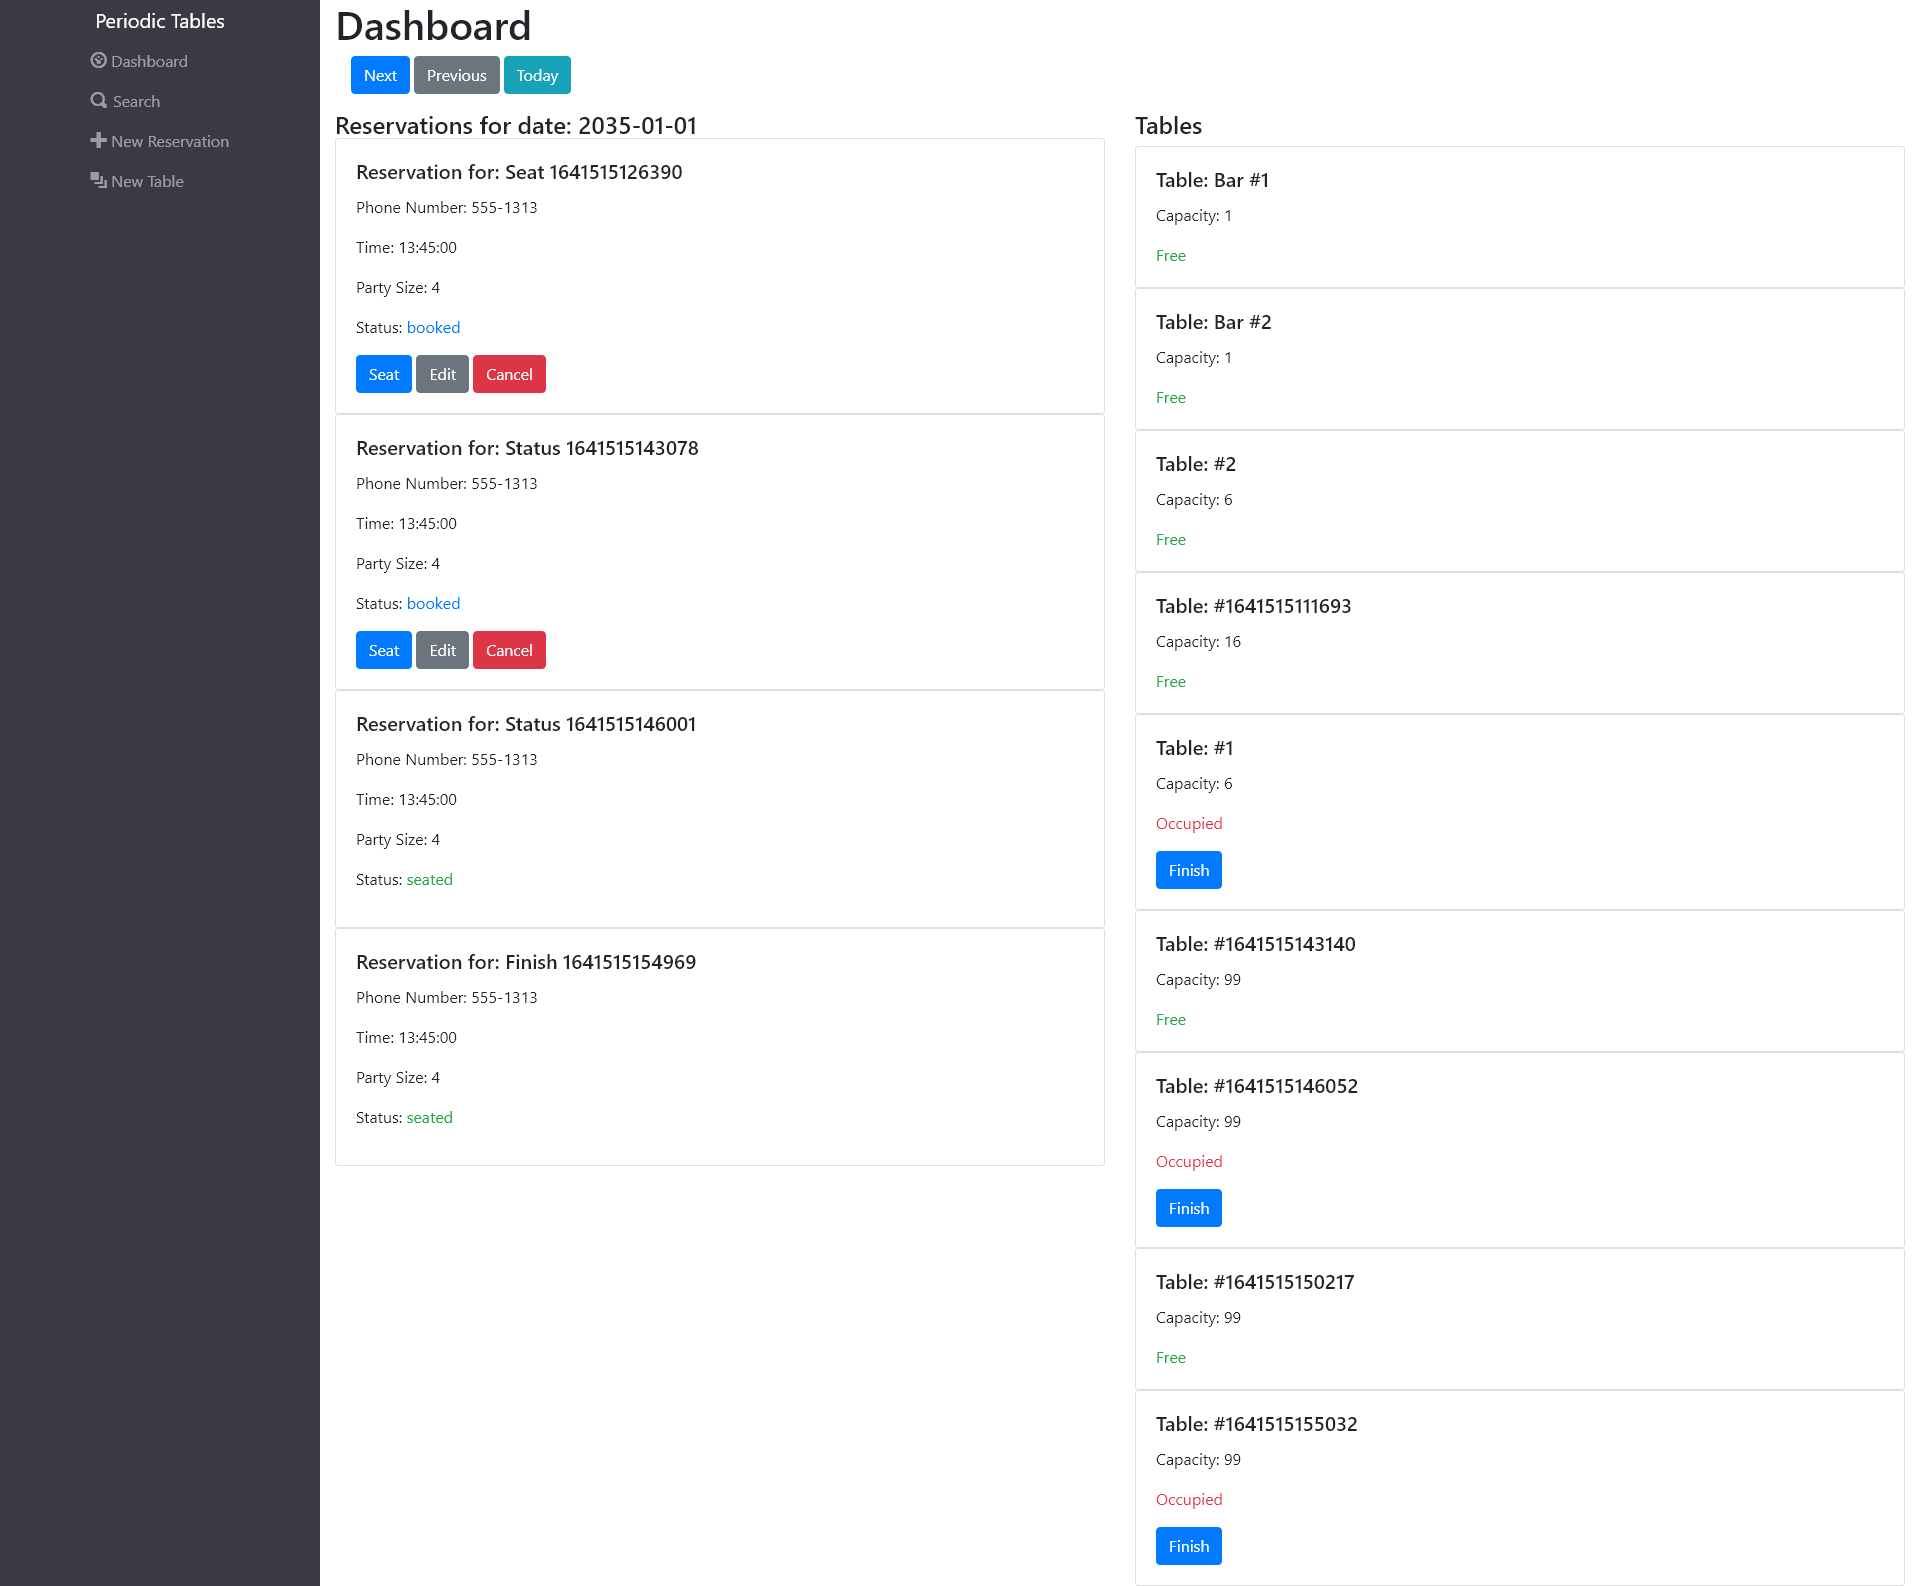 Periodic Tables
Dashboard
Search
New Reservation
New Table
Dashboard
Next Previous Today
Reservations for date: 2035-01-01
Reservation for: Seat 1641515126390
Phone Number: 555-1313
Time: 13:45:00
Party Size: 4
Status: booked
Seat Edit Cancel
Reservation for: Status 1641515143078
Phone Number: 555-1313
Time: 13:45:00
Party Size: 4
Status: booked
Seat Edit Cancel
Reservation for: Status 1641515146001
Phone Number: 555-1313
Time: 13:45:00
Party Size: 4
Status: seated
Reservation for: Finish 1641515154969
Phone Number: 555-1313
Time: 13:45:00
Party Size: 4
Status: seated
Tables
Table: Bar #1
Capacity: 1
Free
Table: Bar #2
Capacity: 1
Free
Table: #2
Capacity: 6
Free
Table: #1641515111693
Capacity: 16
Free
Table: #1
Capacity: 6
Occupied
Finish
Table: #1641515143140
Capacity: 99
Free
Table: #1641515146052
Capacity: 99
Occupied
Finish
Table: #1641515150217
Capacity: 99
Free
Table: #1641515155032
Capacity: 99
Occupied
Finish